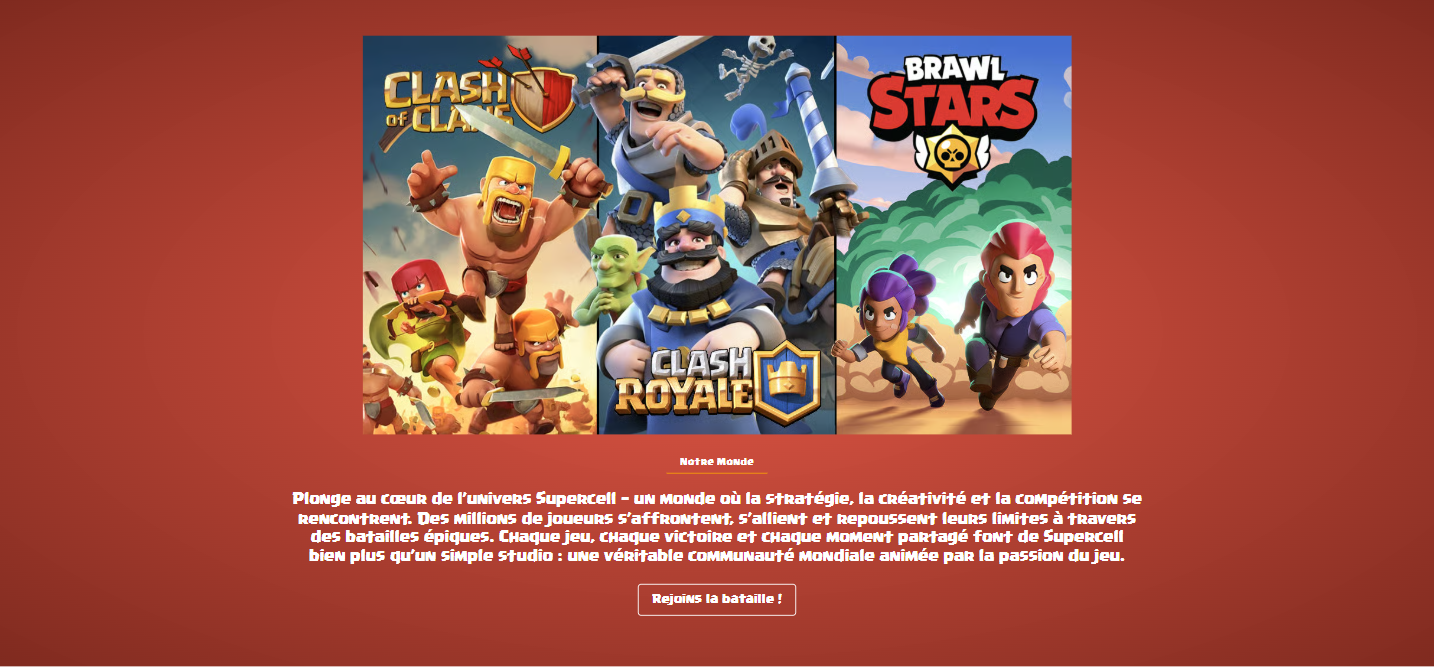 CLASH
OF CLANS
CLASH
ROYALE
BRAWL
STARS
Notre Monde
Plonge au cœur de l'univers Supercell – un monde où la stratégie, la créativité et la compétition se
rencontrent. Des millions de joueurs s'affrontent, s'allient et repoussent leurs limites à travers
des batailles épiques. Chaque jeu, chaque victoire et chaque moment partagé font de Supercell
bien plus qu'un simple studio : une véritable communauté mondiale animée par la passion du jeu.
Rejoins la bataille !